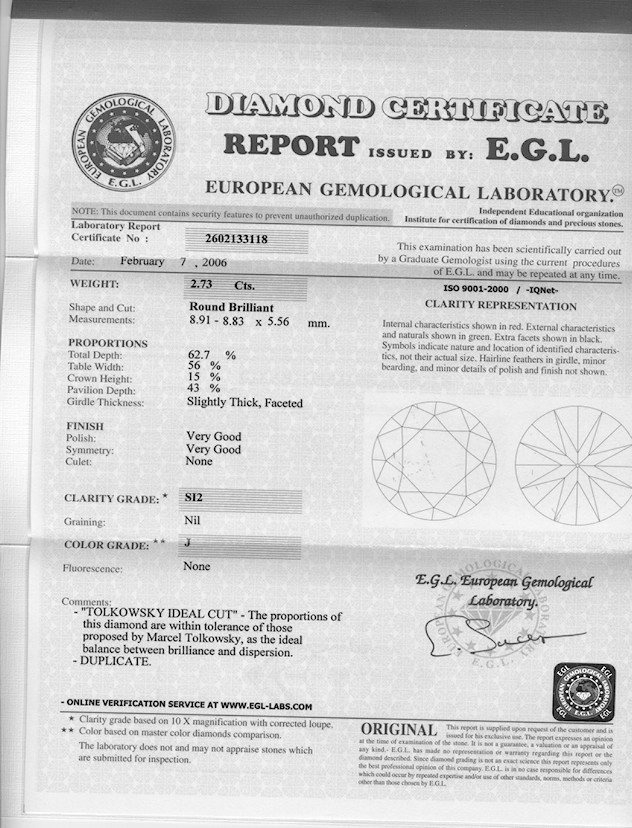 EUROPEAN GEMOLOGICAL LABORATORY
E.G.L.
DIAMOND CERTIFICATE
REPORT ISSUED BY: E.G.L.
EUROPEAN GEMOLOGICAL LABORATORY.™
NOTE: This document contains security features to prevent unauthorized duplication.
Independent Educational organization
Institute for certification of diamonds and precious stones.
Laboratory Report
Certificate No : 2602133118
Date: February 7 , 2006
WEIGHT: 2.73 Cts.
Shape and Cut: Round Brilliant
Measurements: 8.91 - 8.83 x 5.56 mm.
PROPORTIONS
Total Depth: 62.7 %
Table Width: 56 %
Crown Height: 15 %
Pavilion Depth: 43 %
Girdle Thickness: Slightly Thick, Faceted
FINISH
Polish: Very Good
Symmetry: Very Good
Culet: None
CLARITY GRADE: * SI2
Graining: Nil
COLOR GRADE: ** J
Fluorescence: None
Comments:
- "TOLKOWSKY IDEAL CUT" - The proportions of
this diamond are within tolerance of those
proposed by Marcel Tolkowsky, as the ideal
balance between brilliance and dispersion.
- DUPLICATE.
- ONLINE VERIFICATION SERVICE AT WWW.EGL-LABS.COM
* Clarity grade based on 10 X magnification with corrected loupe.
** Color based on master color diamonds comparison.
The laboratory does not and may not appraise stones which
are submitted for inspection.
This examination has been scientifically carried out
by a Graduate Gemologist using the current procedures
of E.G.L. and may be repeated at any time.
ISO 9001-2000 / -IQNet-
CLARITY REPRESENTATION
Internal characteristics shown in red. External characteristics
and naturals shown in green. Extra facets shown in black.
Symbols indicate nature and location of identified characteris-
tics, not their actual size. Hairline feathers in girdle, minor
bearding, and minor details of polish and finish not shown.
E.G.L. European Gemological
Laboratory.
EUROPEAN GEMOLOGICAL
E.G.L.
EGL EGL
EUROPEAN GEMOLOGICAL LABORATORY
E.G.L.
EGL EGL
ORIGINAL This report is supplied upon request of the customer and is
issued for his exclusive use. The report expresses an opinion
at the time of examination of the stone. It is not a guarantee, a valuation or an appraisal of
any kind.- E.G.L. has made no representation or warranty regarding this report or the
diamond described. Since diamond grading is not an exact science this report represents only
the best professional opinion of this company. E.G.L. is in no case responsible for differences
which could occur by repeated expertise and/or use of other standards, norms, methods or criteria
other than those chosen by E.G.L.